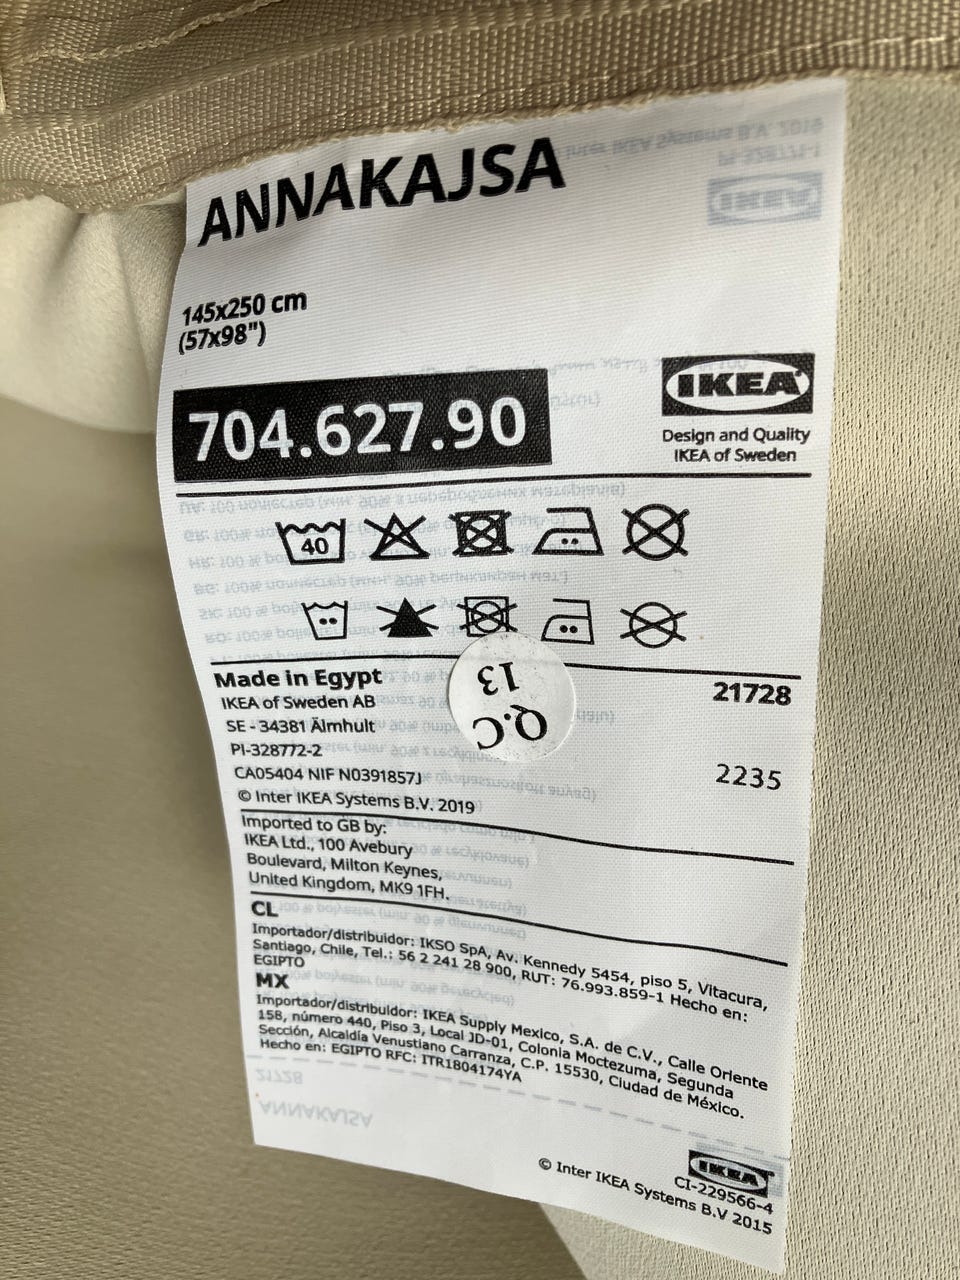 ANNAKAJSA
145x250 cm
(57x98")
704.627.90
IKEA
Design and Quality
IKEA of Sweden
40
Made in Egypt
IKEA of Sweden AB
SE - 34381 Älmhult
PI-328772-2
CA05404 NIF N0391857J
© Inter IKEA Systems B.V. 2019
21728
2235
Q.C
13
Imported to GB by:
IKEA Ltd., 100 Avebury
Boulevard, Milton Keynes,
United Kingdom, MK9 1FH.
CL
Importador/distribuidor: IKSO SpA, Av. Kennedy 5454, piso 5, Vitacura,
Santiago, Chile, Tel.: 56 2 241 28 900, RUT: 76.993.859-1 Hecho en:
EGIPTO
MX
Importador/distribuidor: IKEA Supply Mexico, S.A. de C.V., Calle Oriente
158, número 440, Piso 3, Local JD-01, Colonia Moctezuma, Segunda
Sección, Alcaldía Venustiano Carranza, C.P. 15530, Ciudad de México.
Hecho en: EGIPTO RFC: ITR1804174YA
IKEA
CI-229566-4
© Inter IKEA Systems B.V 2015